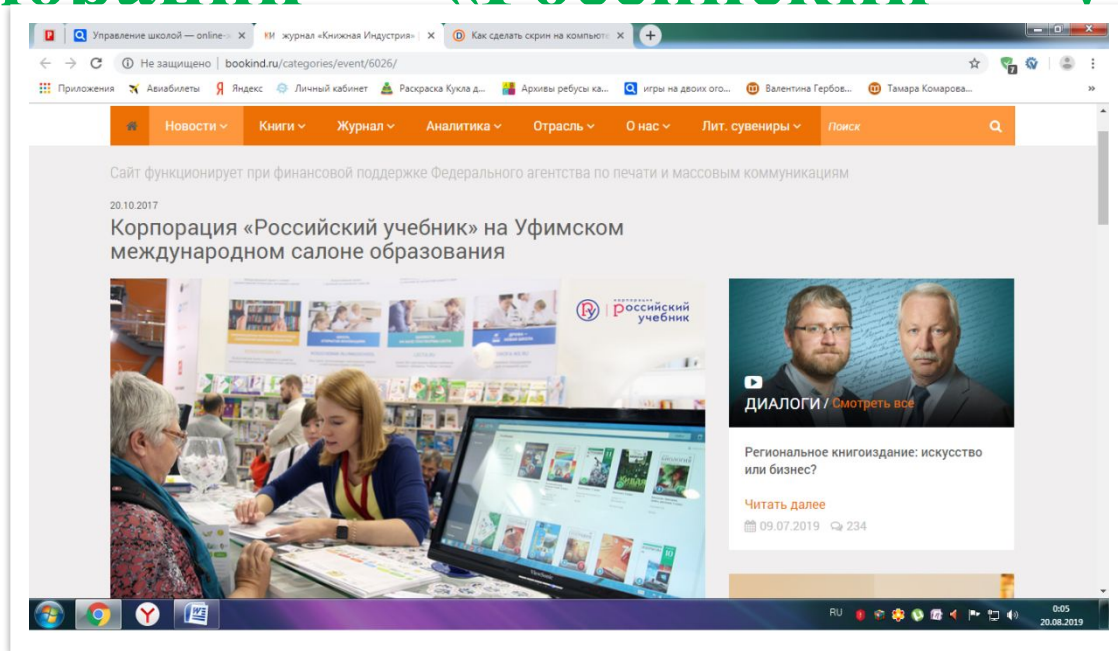 Управление школой — online-з
КИ журнал «Книжная Индустрия»
Как сделать скрин на компьюте
Не защищено | bookind.ru/categories/event/6026/
7
Приложения Авиабилеты Яндекс Личный кабинет Раскраска Кукла д... Архивы ребусы ка... игры на двоих ого... Валентина Гербов... Тамара Комарова... »
Новости Книги Журнал Аналитика Отрасль О нас Лит. сувениры Поиск
Сайт функционирует при финансовой поддержке Федерального агентства по печати и массовым коммуникациям
20.10.2017
Корпорация «Российский учебник» на Уфимском
международном салоне образования
корпорация
российский
учебник
ViewSonic
ДИАЛОГИ / Смотреть все
Региональное книгоиздание: искусство
или бизнес?
Читать далее
09.07.2019 234
RU
0:05
20.08.2019